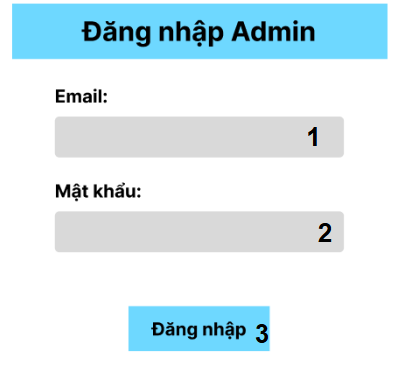 Đăng nhập Admin
Email:
1
Mật khẩu:
2
Đăng nhập 3